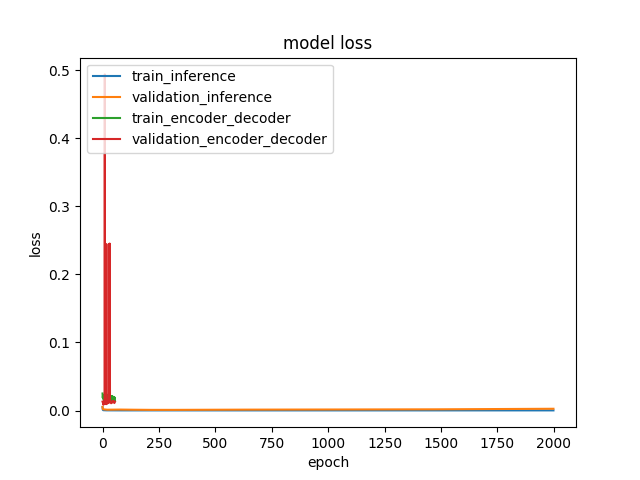 model loss
train_inference
validation_inference
train_encoder_decoder
validation_encoder_decoder
loss
0.5
0.4
0.3
0.2
0.1
0.0
0 250 500 750 1000 1250 1500 1750 2000
epoch